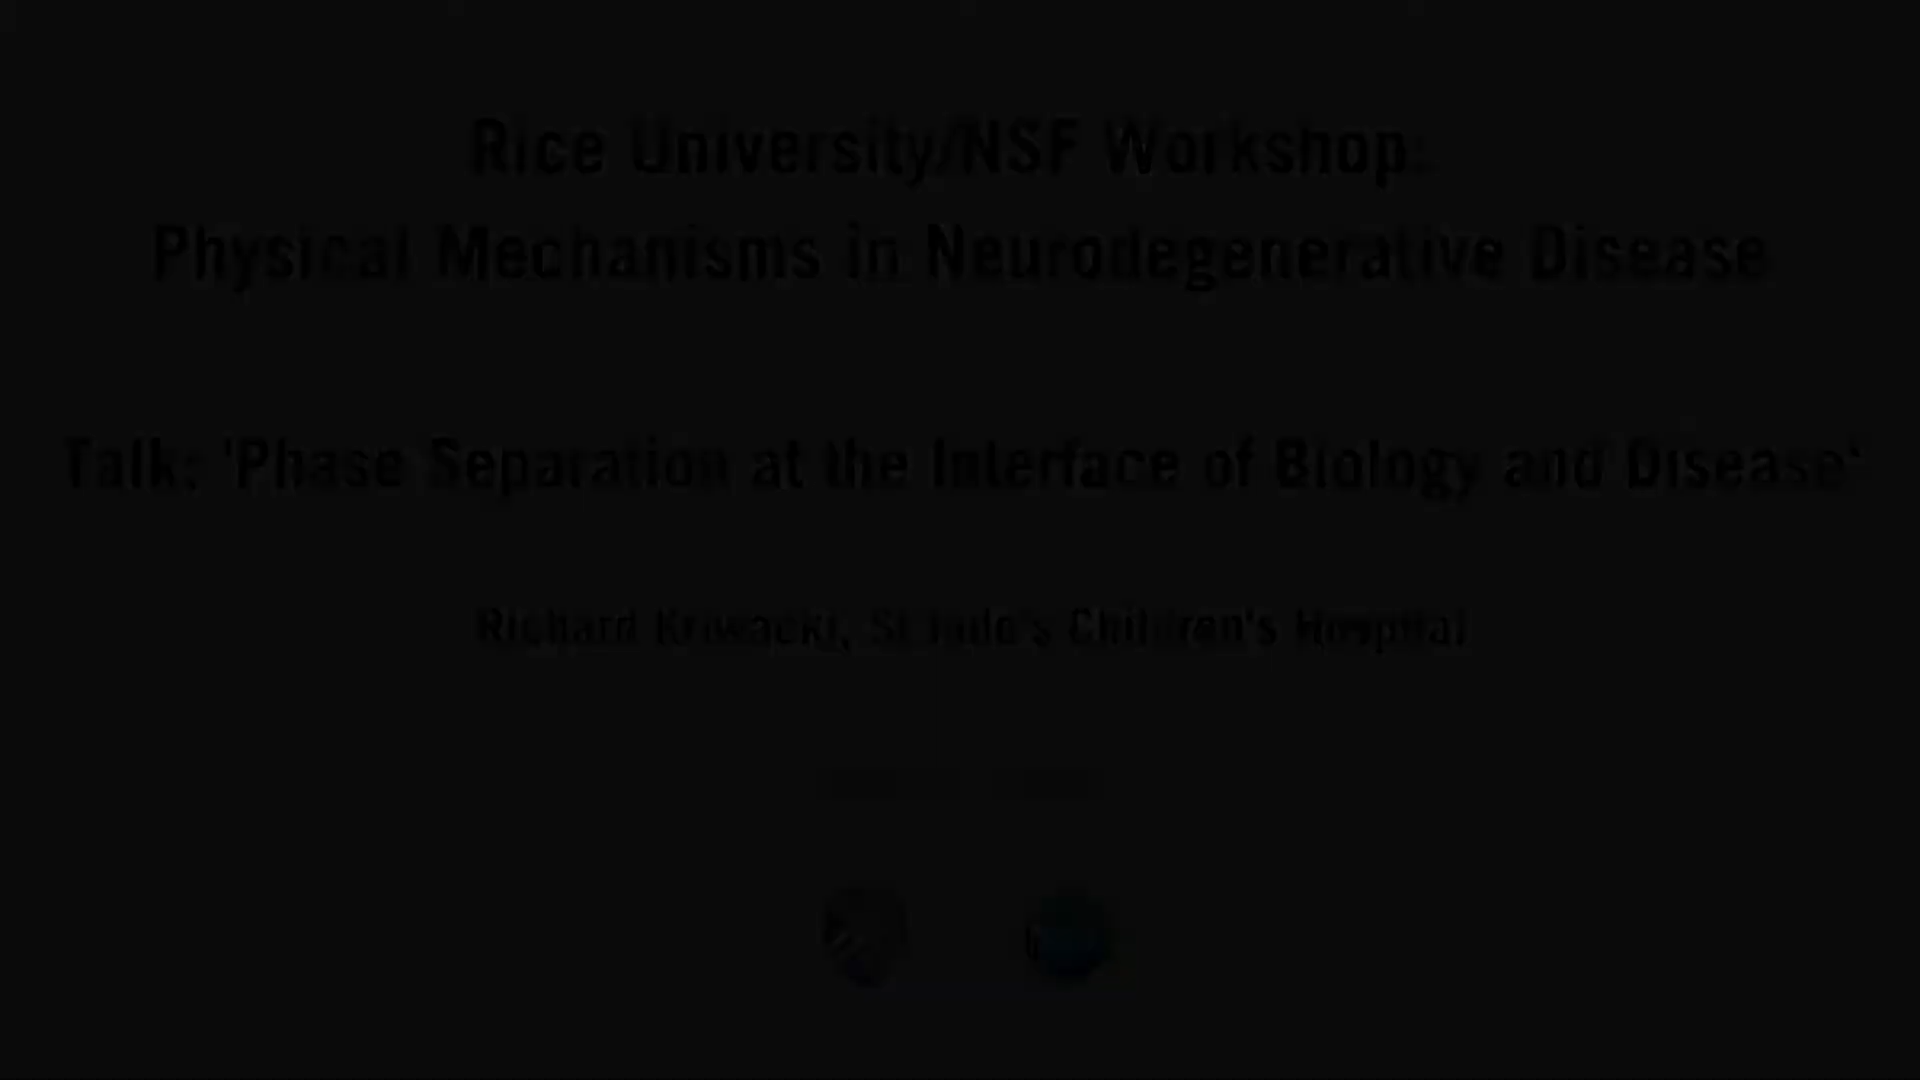 Rice University/NSF Workshop:
Physical Mechanisms in Neurodegenerative Disease
Talk: 'Phase Separation at the Interface of Biology and Disease'
Richard Kriwacki, St Jude's Children's Hospital